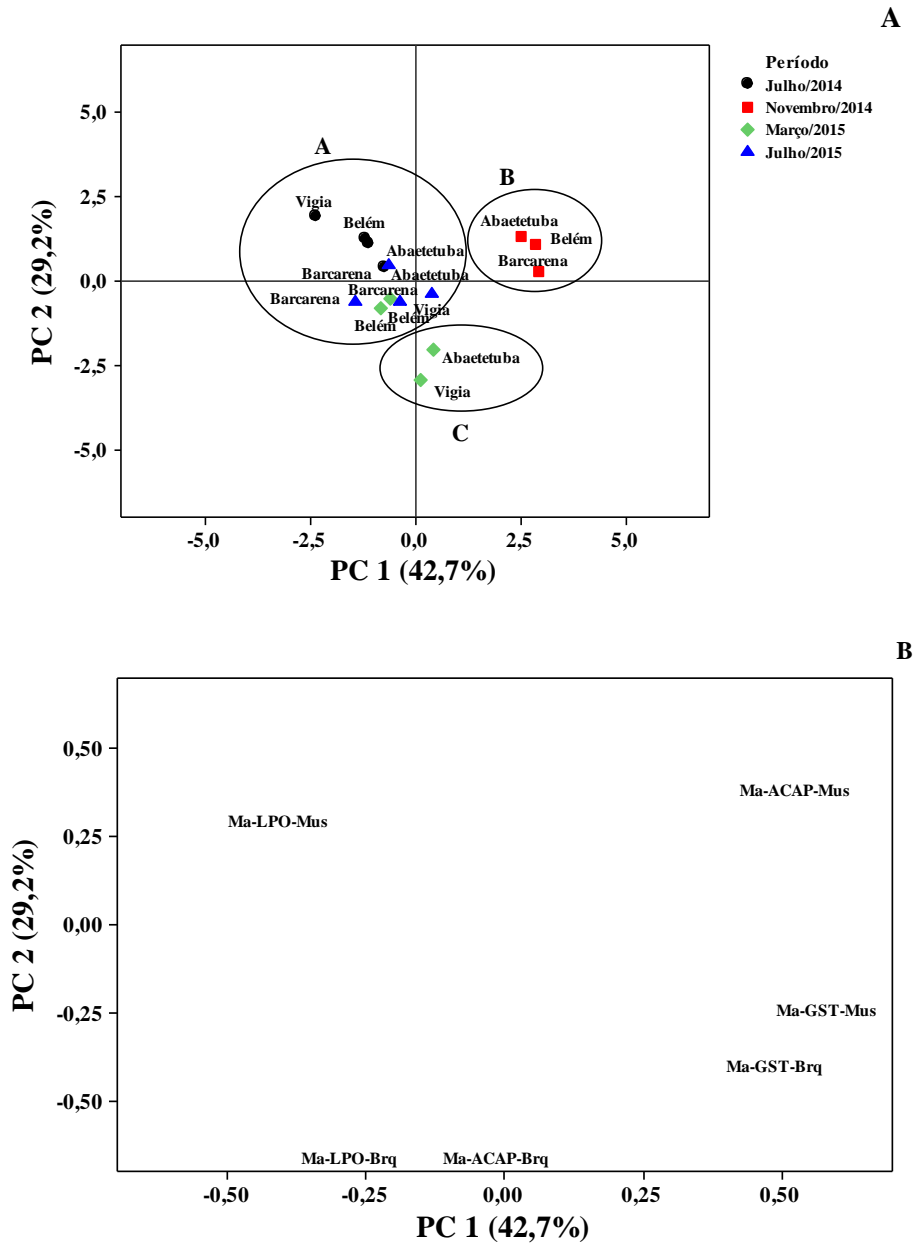 A
Período
Julho/2014
Novembro/2014
Março/2015
Julho/2015
5,0
2,5
0,0
-2,5
-5,0
PC 2 (29,2%)
A
Vigia
Belém
Abaetetuba
Barcarena
Abaetetuba
Barcarena
Barcarena
Vigia
Belém
Belém
B
Abaetetuba
Belém
Barcarena
Abaetetuba
Vigia
C
-5,0
-2,5
0,0
2,5
5,0
PC 1 (42,7%)
B
0,50
0,25
0,00
-0,25
-0,50
PC 2 (29,2%)
Ma-ACAP-Mus
Ma-LPO-Mus
Ma-GST-Mus
Ma-GST-Brq
Ma-LPO-Brq
Ma-ACAP-Brq
-0,50
-0,25
0,00
0,25
0,50
PC 1 (42,7%)